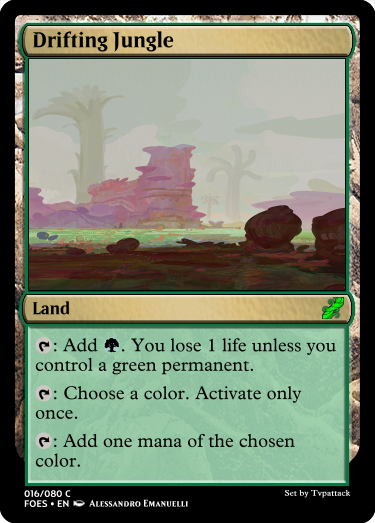 Drifting Jungle
Land
: Add . You lose 1 life unless you
control a green permanent.
: Choose a color. Activate only
once.
: Add one mana of the chosen
color.
016/080 C
FOES • EN Alessandro Emanuelli
Set by Tvpattack